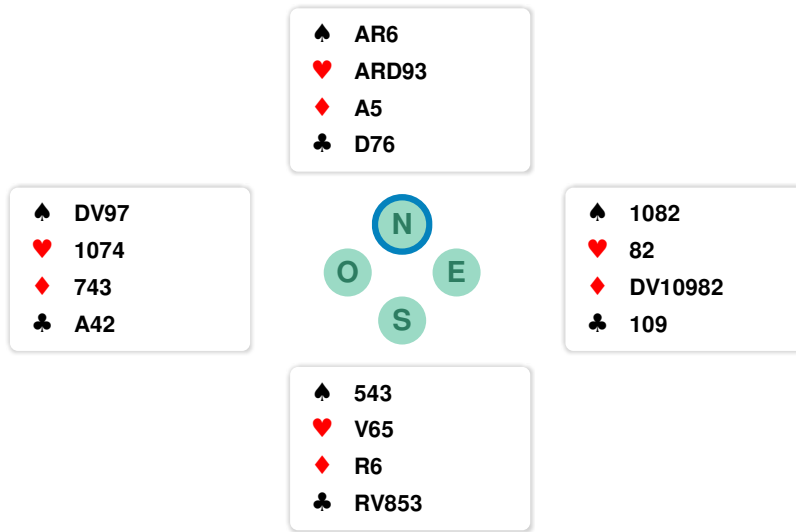 ♠ AR6
♥ ARD93
♦ A5
♣ D76
♠ DV97
♥ 1074
♦ 743
♣ A42
N
O E
S
♠ 1082
♥ 82
♦ DV10982
♣ 109
♠ 543
♥ V65
♦ R6
♣ RV853